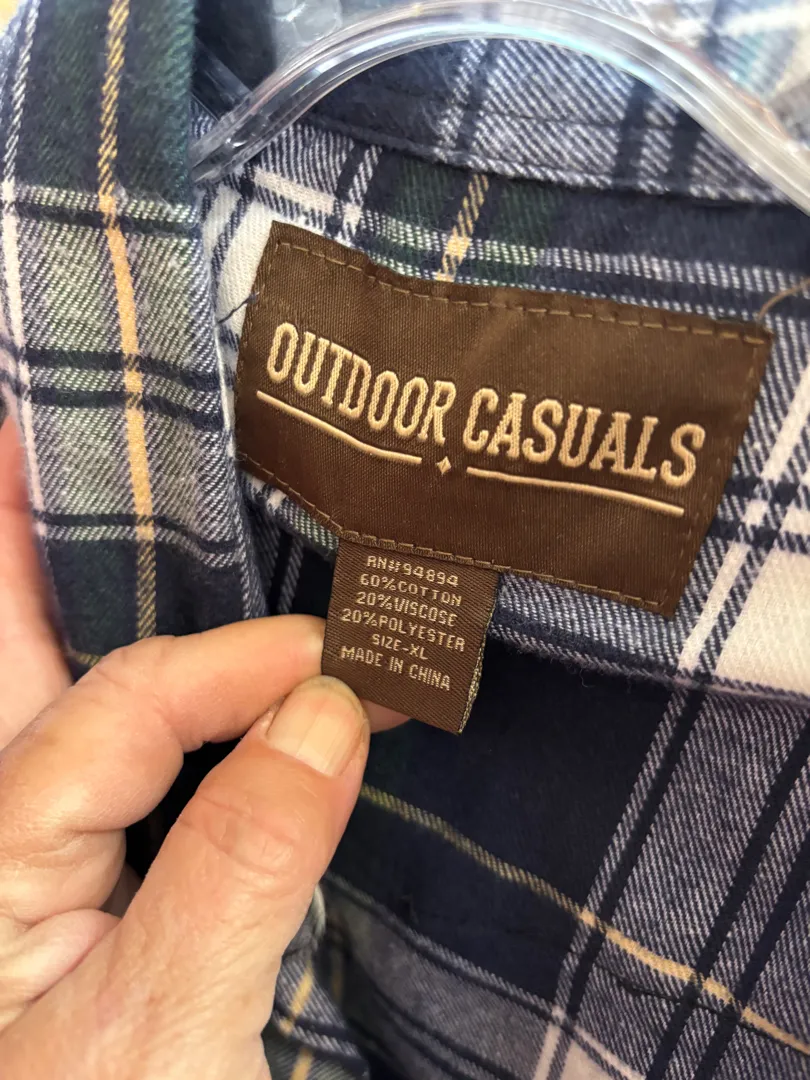 OUTDOOR CASUALS
RN#94894
60%COTTON
20%VISCOSE
20%POLYESTER
SIZE-XL
MADE IN CHINA